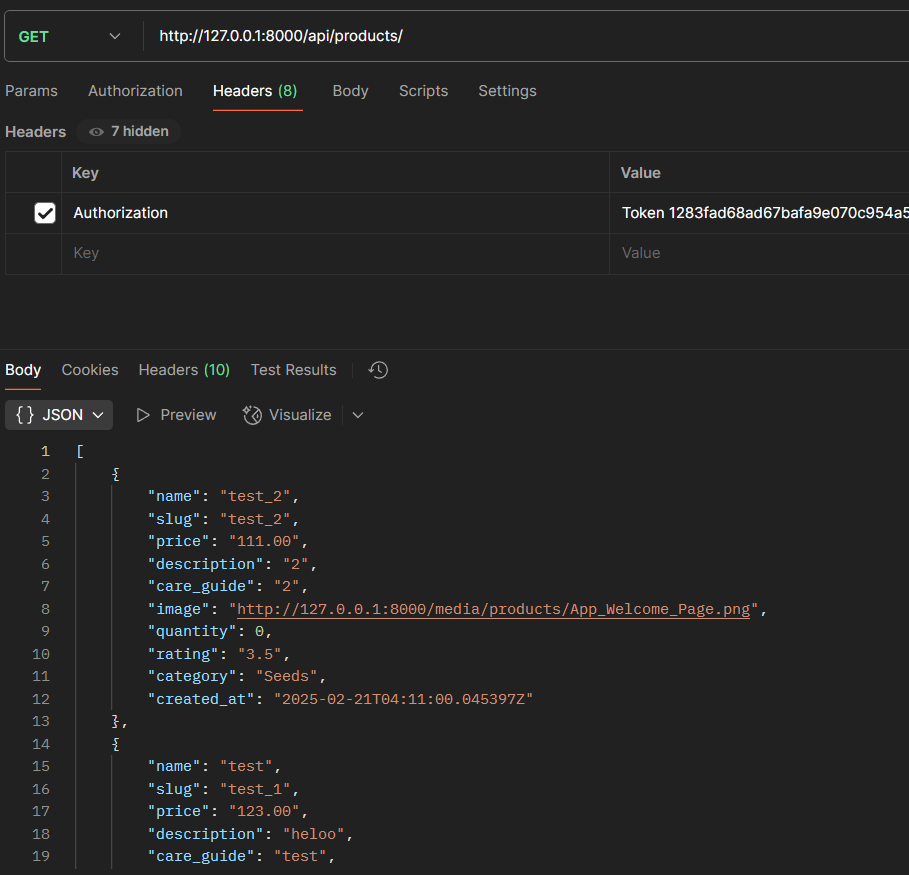 GET http://127.0.0.1:8000/api/products/
Params Authorization Headers (8) Body Scripts Settings
Headers 7 hidden
Key Value
Authorization Token 1283fad68ad67bafa9e070c954a5
Key Value
Body Cookies Headers (10) Test Results
{} JSON Preview Visualize
1 [
2 {
3 "name": "test_2",
4 "slug": "test_2",
5 "price": "111.00",
6 "description": "2",
7 "care_guide": "2",
8 "image": "http://127.0.0.1:8000/media/products/App_Welcome_Page.png",
9 "quantity": 0,
10 "rating": "3.5",
11 "category": "Seeds",
12 "created_at": "2025-02-21T04:11:00.045397Z"
13 },
14 {
15 "name": "test",
16 "slug": "test_1",
17 "price": "123.00",
18 "description": "heloo",
19 "care_guide": "test",